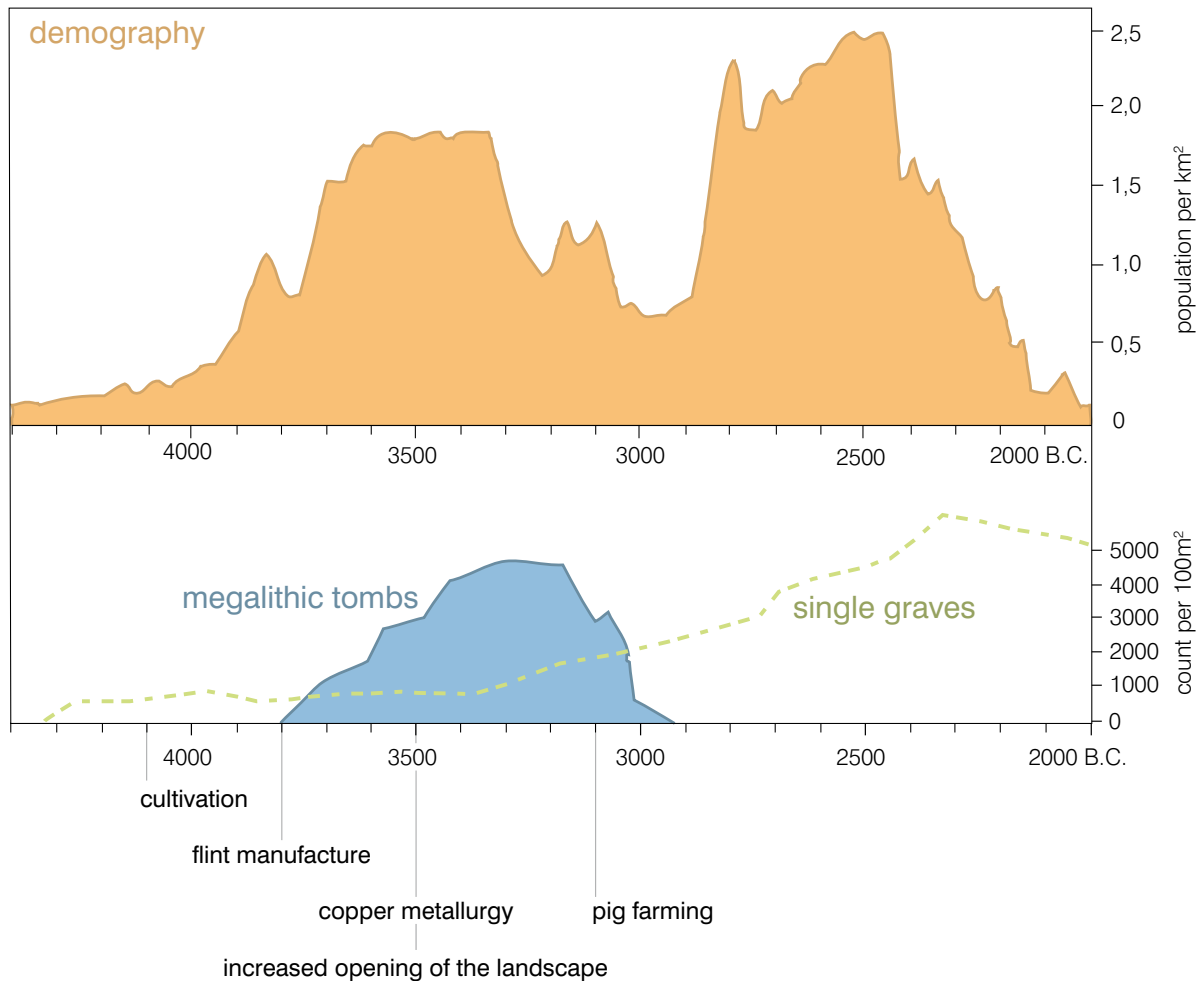 demography
2,5
2,0
1,5
1,0
0,5
0
population per km²
4000
3500
3000
2500
2000 B.C.
megalithic tombs
single graves
5000
4000
3000
2000
1000
0
count per 100m²
4000
3500
3000
2500
2000 B.C.
cultivation
flint manufacture
copper metallurgy
pig farming
increased opening of the landscape